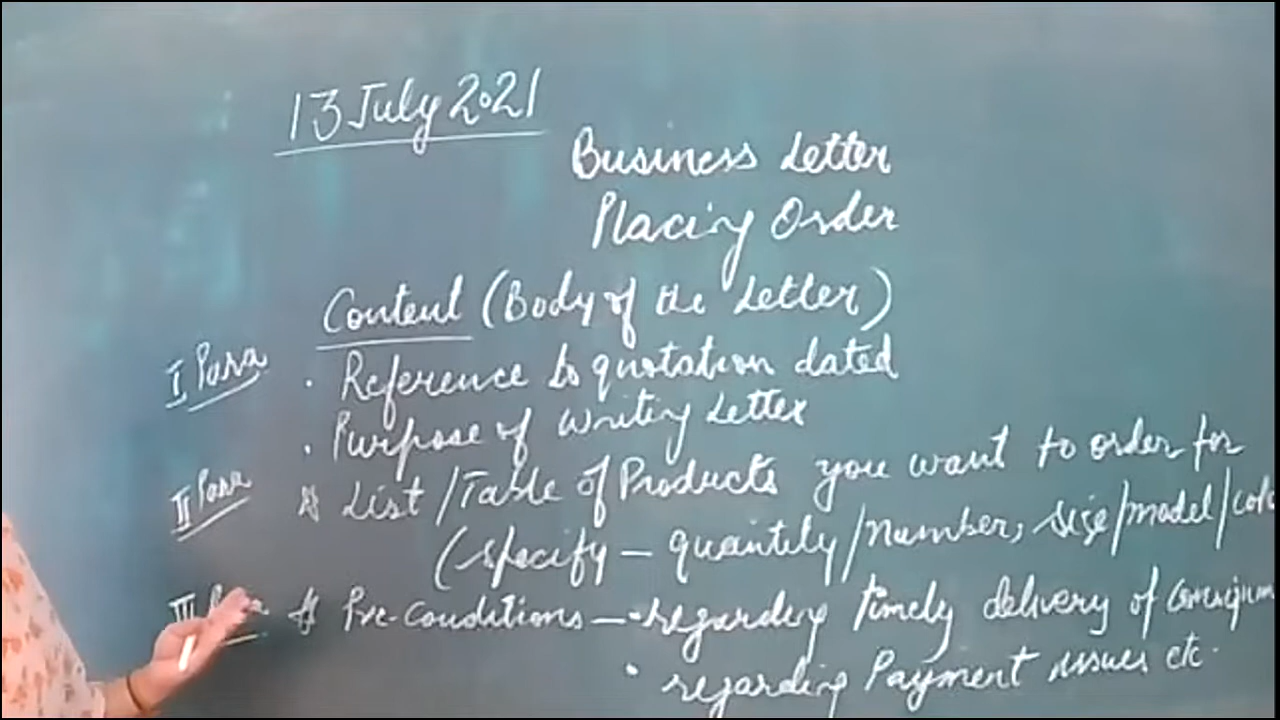 13 July 2021
Business Letter
Placing Order
Content (Body of the Letter)
I Para . Reference to quotation dated
. Purpose of writing Letter
II Para List / Table of Products you want to order for
(specify - quantity / Number, size / model /
III Para Pre-Conditions - • regarding timely delivery of
• regarding Payment issues etc.